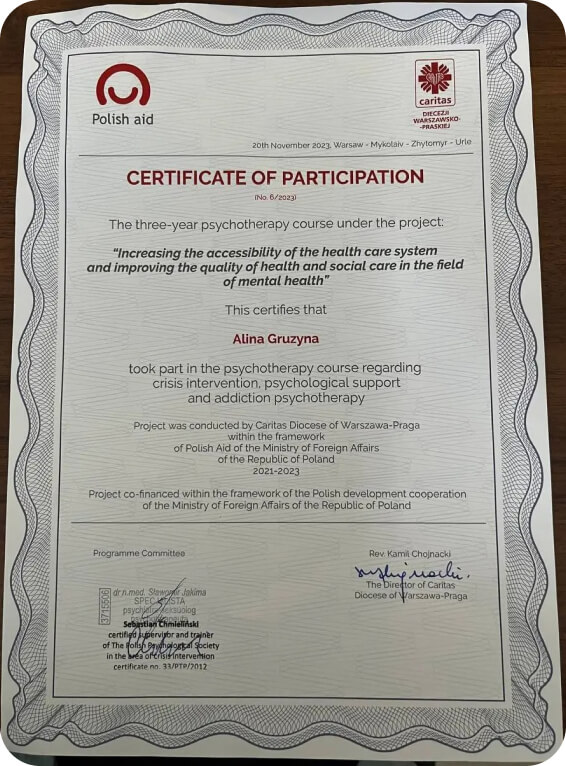 Polish aid
caritas
DIECEZJI
WARSZAWSKO-
-PRASKIEJ
20th November 2023, Warsaw - Mykolaiv - Zhytomyr - Urle
CERTIFICATE OF PARTICIPATION
(No. 6/2023)
The three-year psychotherapy course under the project:
“Increasing the accessibility of the health care system
and improving the quality of health and social care in the field
of mental health”
This certifies that
Alina Gruzyna
took part in the psychotherapy course regarding
crisis intervention, psychological support
and addiction psychotherapy
Project was conducted by Caritas Diocese of Warszawa-Praga
within the framework
of Polish Aid of the Ministry of Foreign Affairs
of the Republic of Poland
2021-2023
Project co-financed within the framework of the Polish development cooperation
of the Ministry of Foreign Affairs of the Republic of Poland
Programme Committee
dr n.med. Sławomir Jakima
SPECJALISTA
psychiatra seksuolog
3715506
Sebastian Chmieliński
certified supervisor and trainer
of The Polish Psychological Society
in the area of crisis intervention
certificate no. 33/PTP/2012
Rev. Kamil Chojnacki
The Director of Caritas
Diocese of Warszawa-Praga